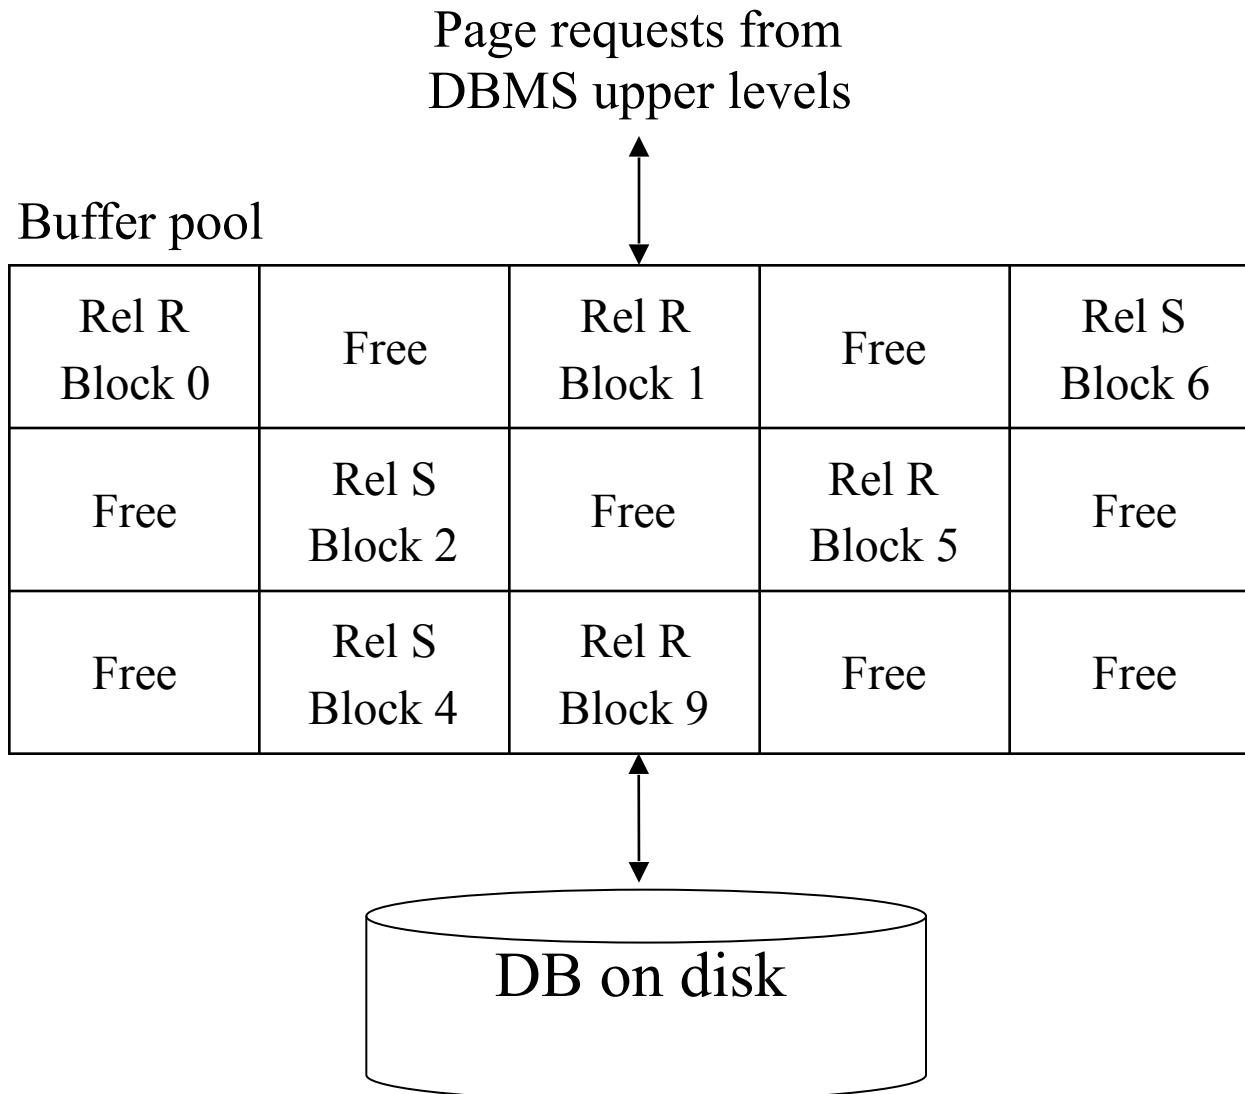 Page requests from
DBMS upper levels
Buffer pool
Rel R
Block 0
Free
Rel R
Block 1
Free
Rel S
Block 6
Free
Rel S
Block 2
Free
Rel R
Block 5
Free
Free
Rel S
Block 4
Rel R
Block 9
Free
Free
DB on disk